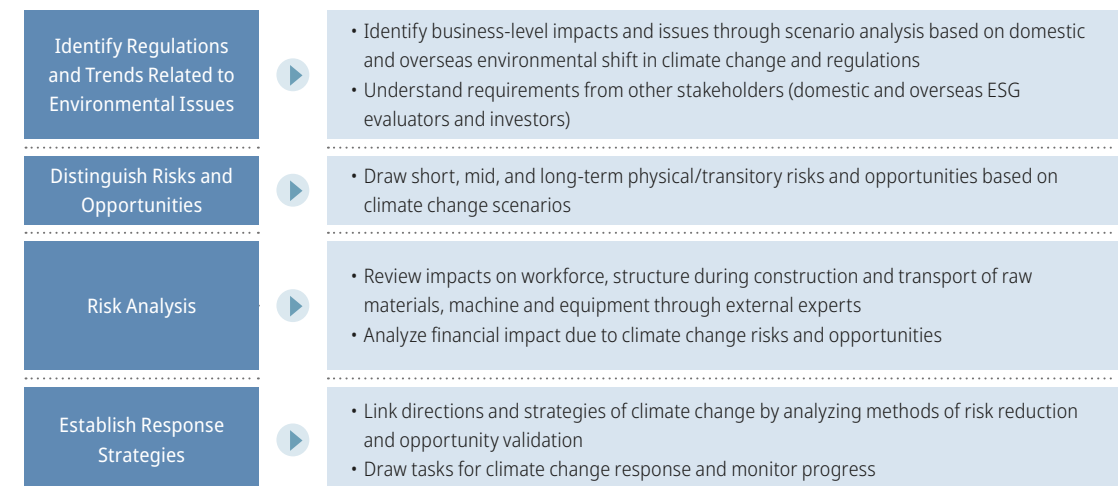 Identify Regulations
and Trends Related to
Environmental Issues
• Identify business-level impacts and issues through scenario analysis based on domestic
and overseas environmental shift in climate change and regulations
• Understand requirements from other stakeholders (domestic and overseas ESG
evaluators and investors)
Distinguish Risks and
Opportunities
• Draw short, mid, and long-term physical/transitory risks and opportunities based on
climate change scenarios
Risk Analysis
• Review impacts on workforce, structure during construction and transport of raw
materials, machine and equipment through external experts
• Analyze financial impact due to climate change risks and opportunities
Establish Response
Strategies
• Link directions and strategies of climate change by analyzing methods of risk reduction
and opportunity validation
• Draw tasks for climate change response and monitor progress